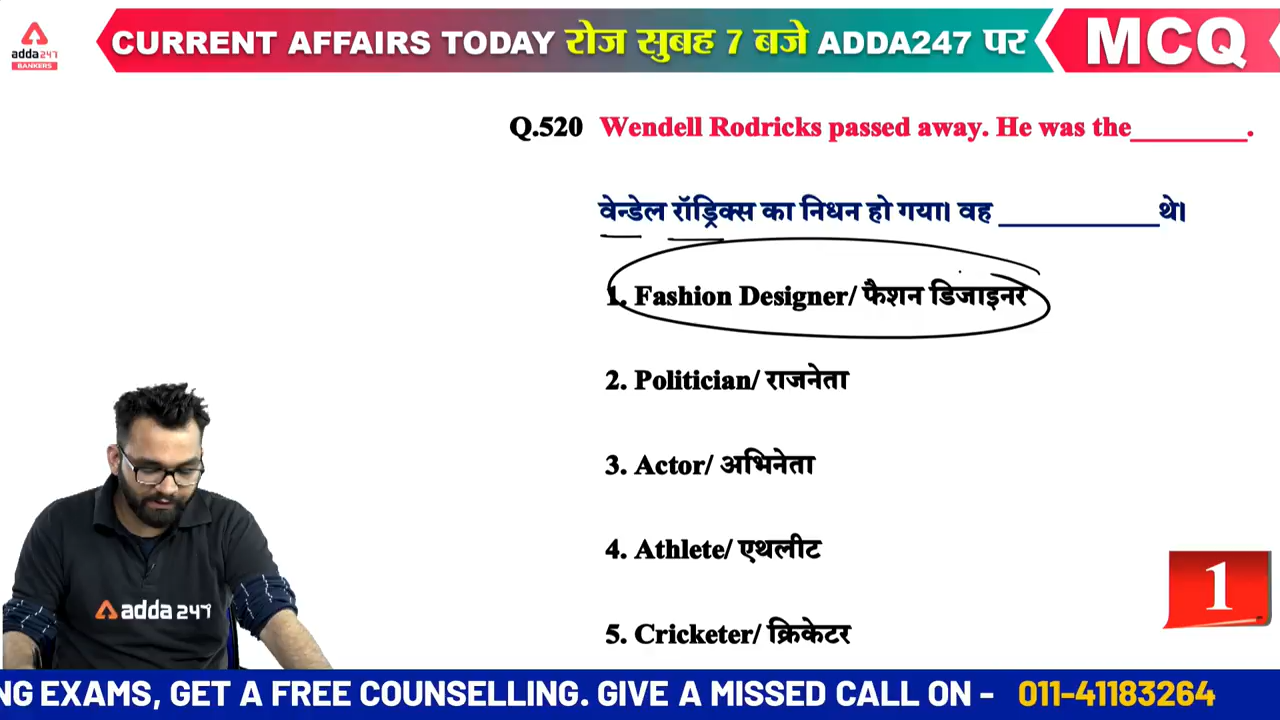 adda247
BANKERS
CURRENT AFFAIRS TODAY रोज सुबह 7 बजे ADDA247 पर
MCQ
Q.520 Wendell Rodricks passed away. He was the________.
वेन्डेल रॉड्रिक्स का निधन हो गया। वह ___________थे।
1. Fashion Designer/ फैशन डिजाइनर
2. Politician/ राजनेता
3. Actor/ अभिनेता
4. Athlete/ एथलीट
5. Cricketer/ क्रिकेटर
adda247
1
NG EXAMS, GET A FREE COUNSELLING. GIVE A MISSED CALL ON - 011-41183264